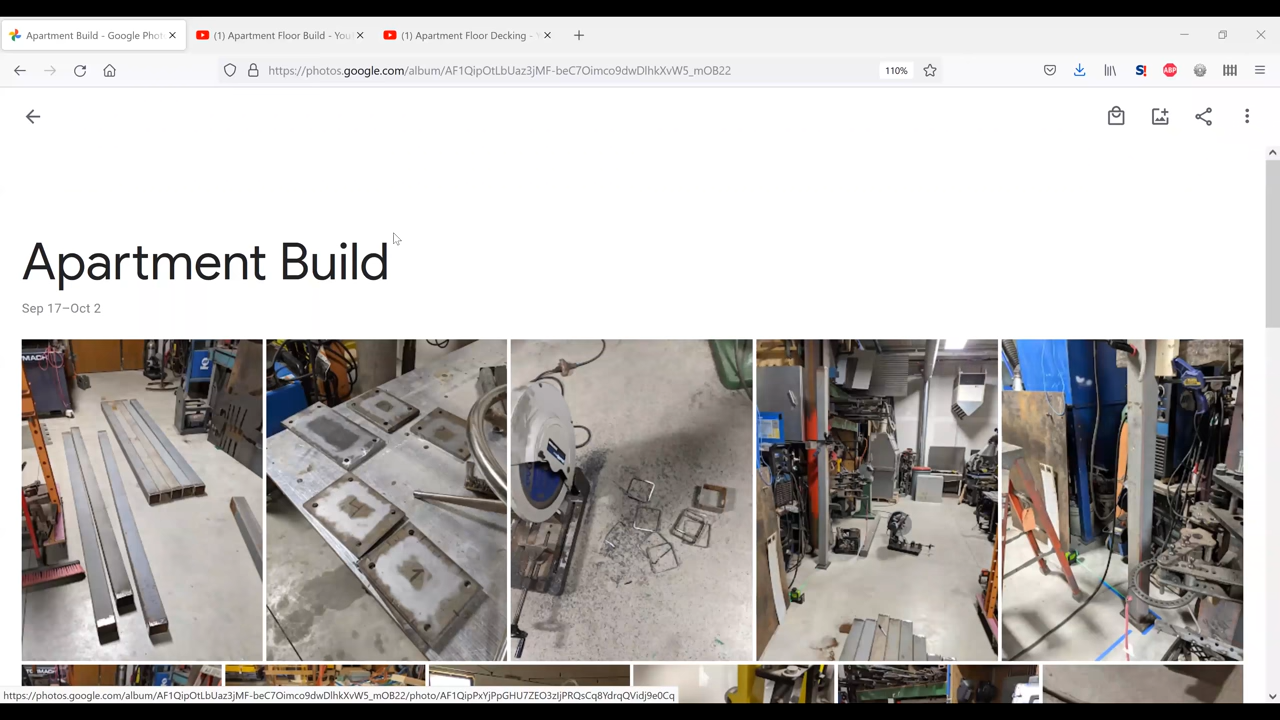 Apartment Build - Google Phot
(1) Apartment Floor Build - You
(1) Apartment Floor Decking -
https://photos.google.com/album/AF1QipOtLbUaz3jMF-beC7Oimco9dwDlhkXvW5_mOB22
110%
S!
ABP
Apartment Build
Sep 17–Oct 2
https://photos.google.com/album/AF1QipOtLbUaz3jMF-beC7Oimco9dwDlhkXvW5_mOB22/photo/AF1QipPxYjPpGHU7ZEO3zIjPRQsCq8YdrqQVidj9e0Cq